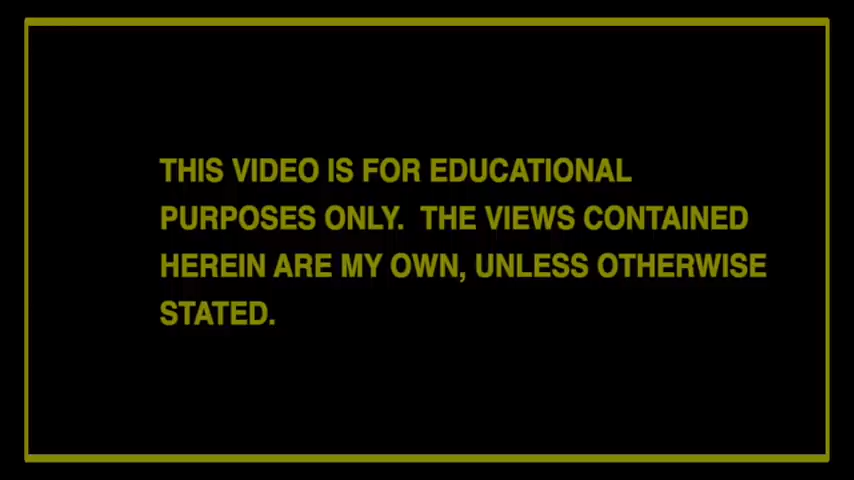 THIS VIDEO IS FOR EDUCATIONAL
PURPOSES ONLY.  THE VIEWS CONTAINED
HEREIN ARE MY OWN, UNLESS OTHERWISE
STATED.